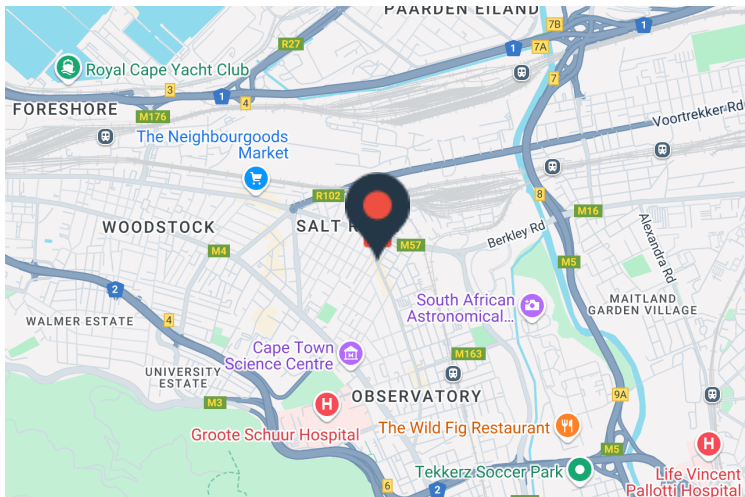 PAARDEN EILAND
7B
1
R27
1
7A
Royal Cape Yacht Club
3
1
4
7
FORESHORE
M176
Voortrekker Rd
The Neighbourgoods
Market
R102
8
M16
WOODSTOCK
SALT R
M4
M57
Berkley Rd
Alexandra Rd
M5
2
South African
Astronomical...
MAITLAND
GARDEN VILLAGE
WALMER ESTATE
4
Cape Town
Science Centre
M163
UNIVERSITY
ESTATE
M3
OBSERVATORY
9A
H
Groote Schuur Hospital
The Wild Fig Restaurant
M5
H
Tekkerz Soccer Park
Life Vincent
Pallotti Hospital
6
2